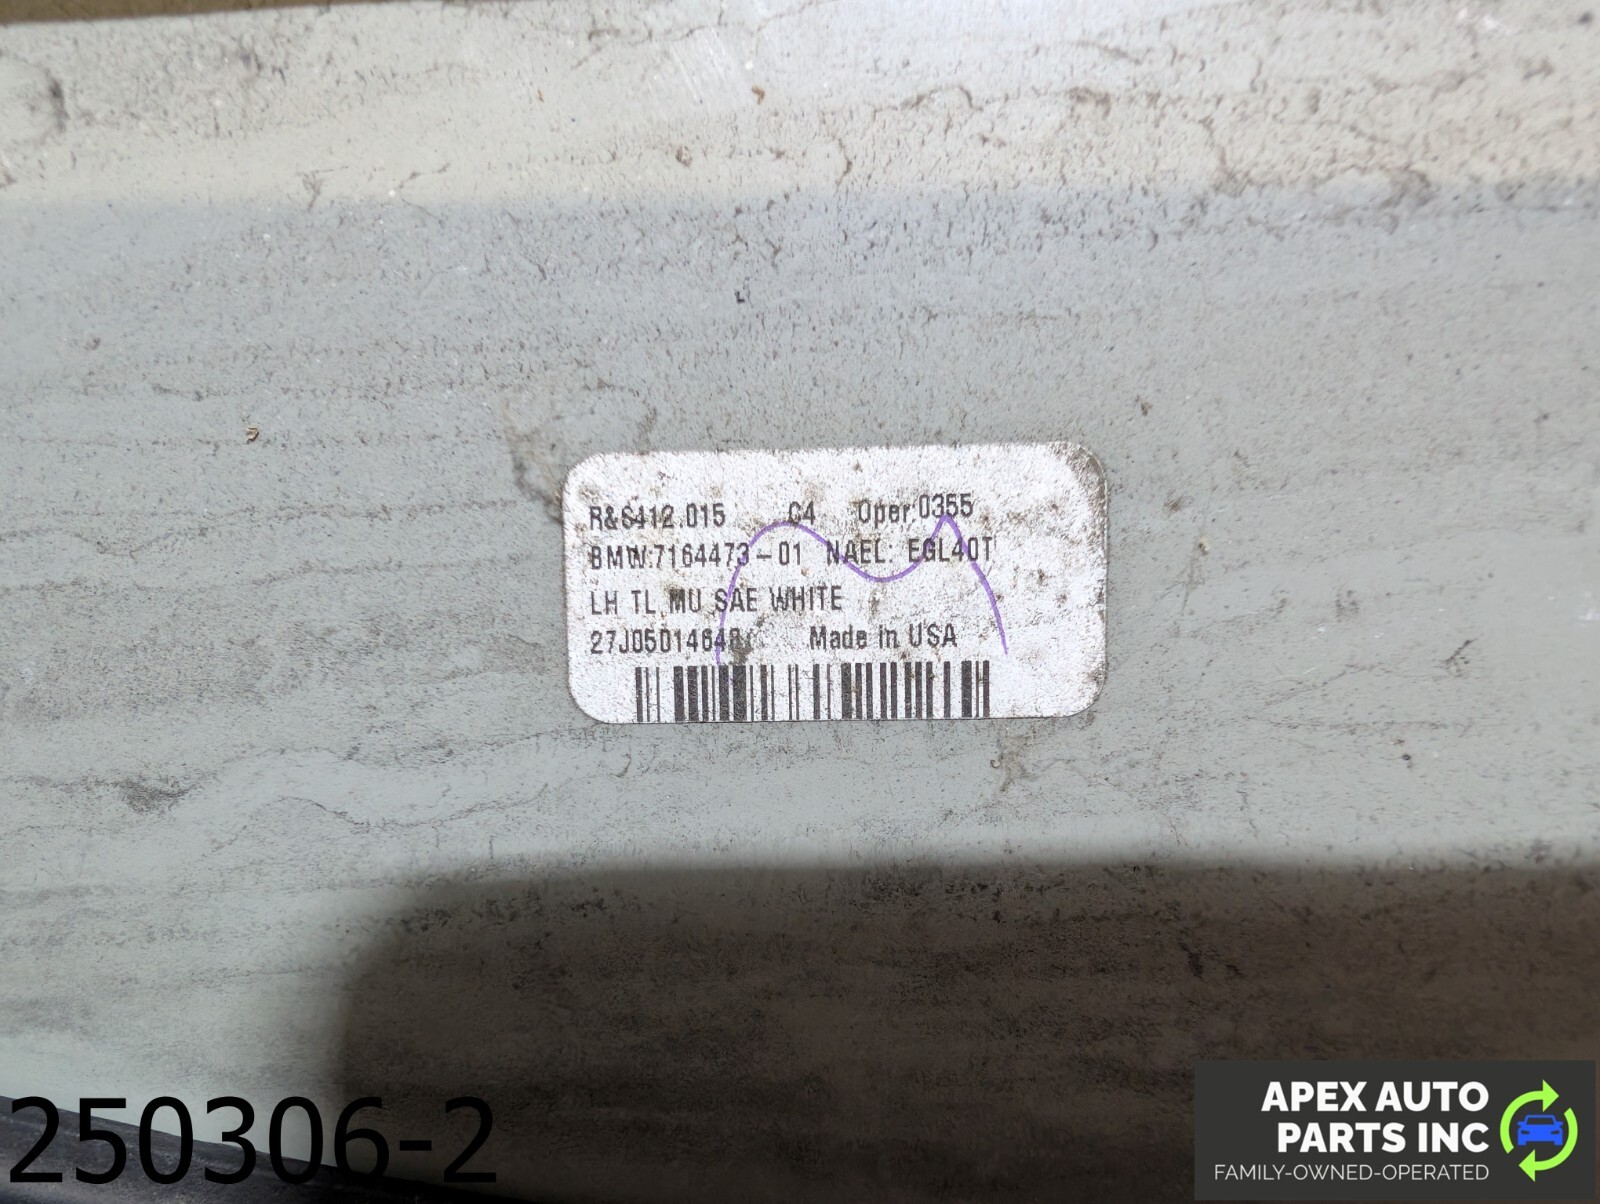 R&S412.015 C4 Oper.0355
BMW:7164473-01 NAEL: EGL40T
LH TL MU SAE WHITE
Made in USA
250306-2
APEX AUTO
PARTS INC
FAMILY-OWNED-OPERATED